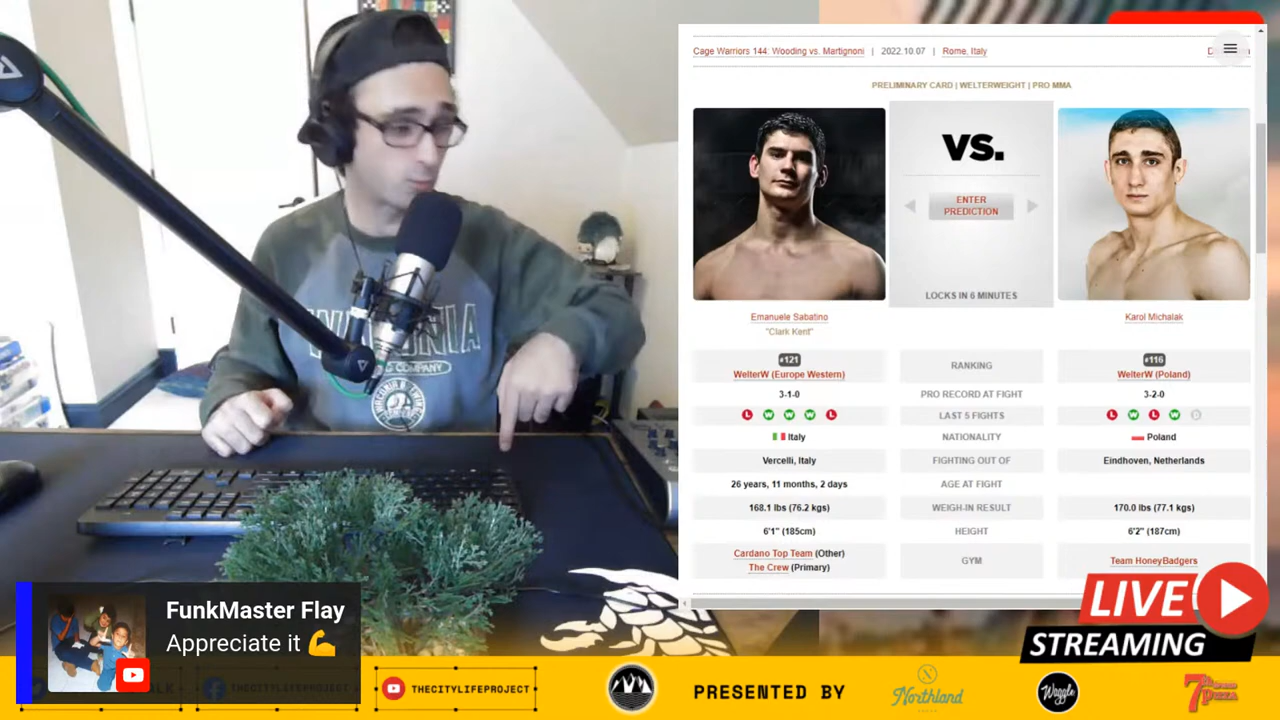 Cage Warriors 144: Wooding vs. Martignoni | 2022.10.07 | Rome, Italy
PRELIMINARY CARD | WELTERWEIGHT | PRO MMA
VS.
ENTER
PREDICTION
LOCKS IN 6 MINUTES
Emanuele Sabatino
"Clark Kent"
Karol Michalak
#121
WelterW (Europe Western)
RANKING
#116
WelterW (Poland)
3-1-0
PRO RECORD AT FIGHT
3-2-0
L W W W L
LAST 5 FIGHTS
L W L W D
Italy
NATIONALITY
Poland
Vercelli, Italy
FIGHTING OUT OF
Eindhoven, Netherlands
26 years, 11 months, 2 days
AGE AT FIGHT
168.1 lbs (76.2 kgs)
WEIGH-IN RESULT
170.0 lbs (77.1 kgs)
6'1" (185cm)
HEIGHT
6'2" (187cm)
Cardano Top Team (Other)
The Crew (Primary)
GYM
Team HoneyBadgers
LIVE
STREAMING
FunkMaster Flay
Appreciate it 💪
THECITYLIFEPROJECT
THECITYLIFEPROJECT
PRESENTED BY
Northland
Waggle